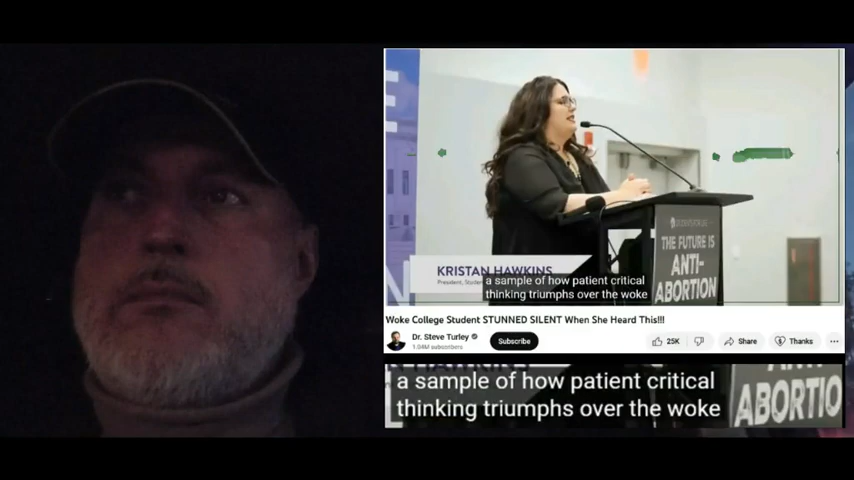 KRISTAN HAWKINS
a sample of how patient critical
thinking triumphs over the woke
THE FUTURE IS
ANTI-
ABORTION
Woke College Student STUNNED SILENT When She Heard This!!!
Dr. Steve Turley
1.04M subscribers
Subscribe
25K
Share
Thanks
a sample of how patient critical
thinking triumphs over the woke
ABORTIO